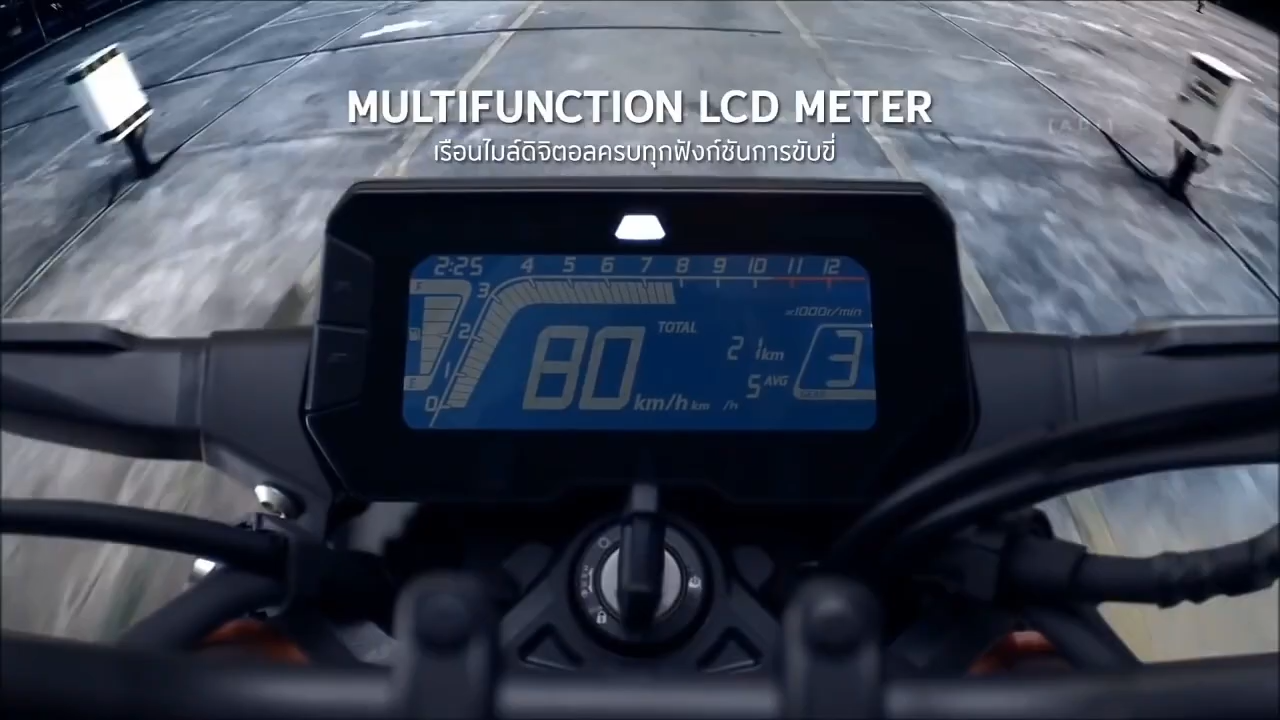 MULTIFUNCTION LCD METER
เรือนไมล์ดิจิตอลครบทุกฟังก์ชันการขับขี่
2:25 4 5 6 7 8 9 10 11 12
F 3
x1000r/min
TOTAL
2
80 km/h km /h
21km
3
5 AVG
1
E
0